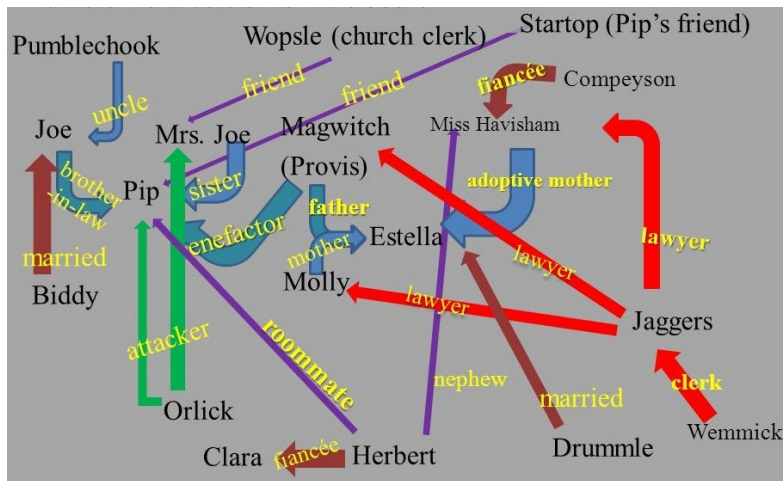 Pumblechook
Wopsle (church clerk)
Startop (Pip's friend)
uncle
friend
friend
fiancée
Compeyson
Joe
Mrs. Joe
Magwitch
(Provis)
Miss Havisham
brother
-in-law
Pip
sister
adoptive mother
father
enefactor
mother
Estella
lawyer
lawyer
married
Biddy
Molly
lawyer
Jaggers
attacker
roommate
nephew
married
clerk
Orlick
Clara
fiancée
Herbert
Drummle
Wemmick